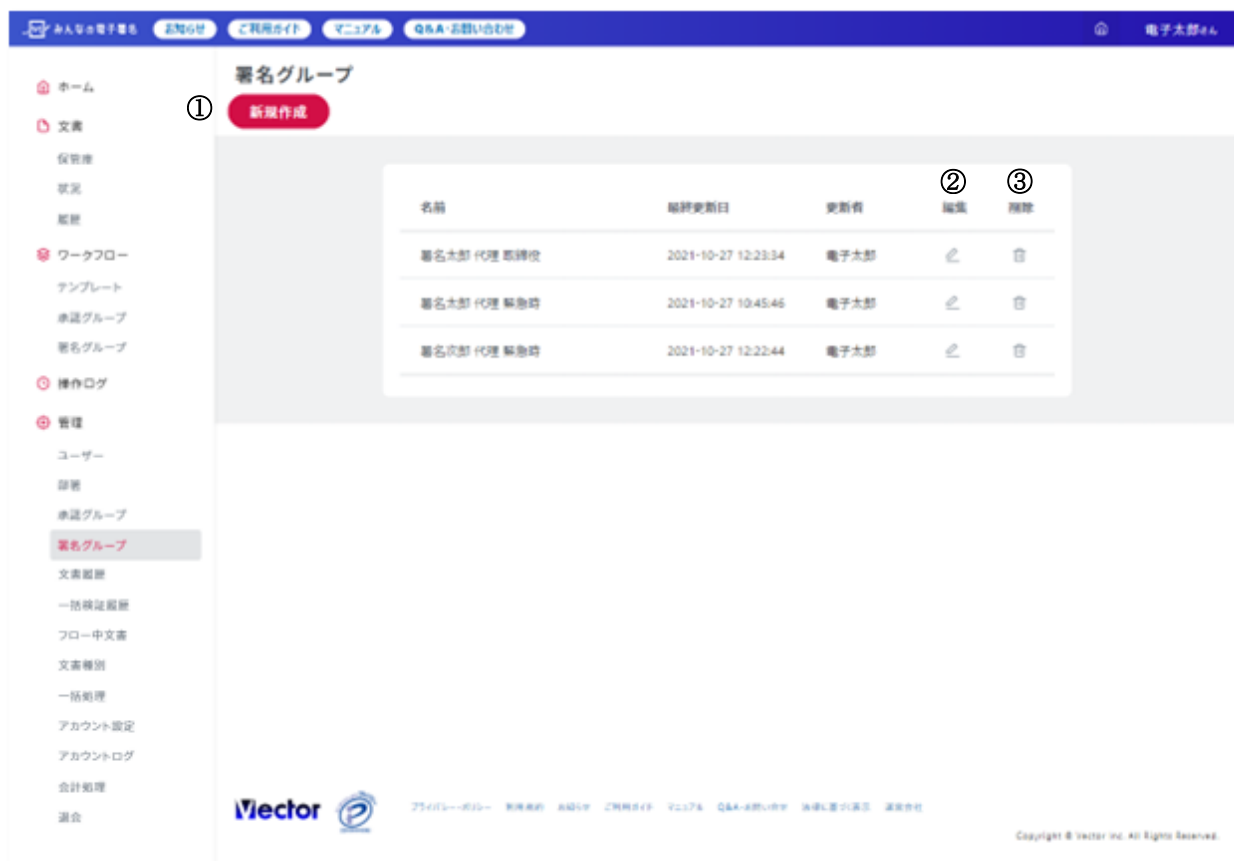 みんなの電子署名 お知らせ ご利用ガイド マニュアル Q&A・お問い合わせ 電子太郎さん
署名グループ
① 新規作成
ホーム
文書
保管庫
状況
履歴
ワークフロー
テンプレート
承認グループ
署名グループ
操作ログ
管理
ユーザー
部署
承認グループ
署名グループ
文書履歴
一括検証履歴
フロー中文書
文書種別
一括処理
アカウント設定
アカウントログ
会計処理
退会
② ③
名前 最終更新日 更新者 編集 削除
署名太郎 代理 取締役 2021-10-27 12:23:34 電子太郎
署名太郎 代理 緊急時 2021-10-27 10:45:46 電子太郎
署名次郎 代理 緊急時 2021-10-27 12:22:44 電子太郎
Vector プライバシーポリシー 利用規約 お知らせ ご利用ガイド マニュアル Q&A・お問い合わせ 法律に基づく表示 運営会社
Copyright © Vector Inc. All Rights Reserved.